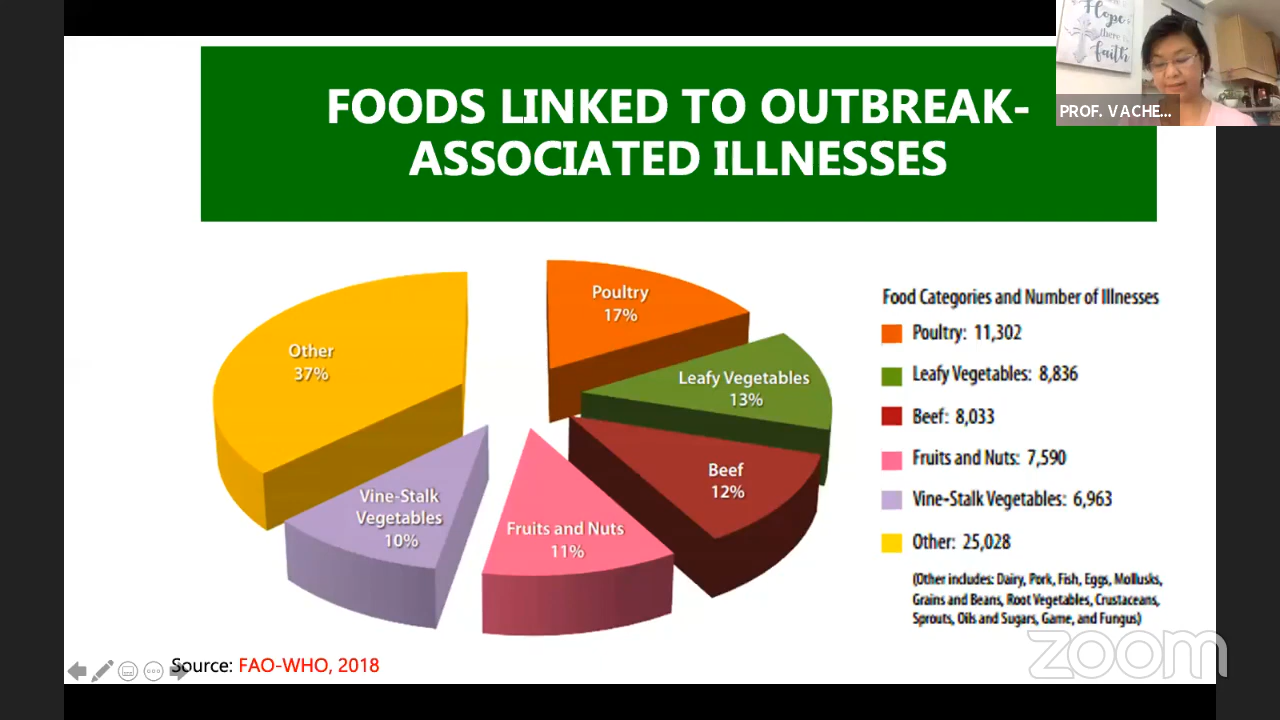 Hope
there is
faith
PROF. VACHE...
FOODS LINKED TO OUTBREAK-
ASSOCIATED ILLNESSES
Poultry
17%
Leafy Vegetables
13%
Beef
12%
Fruits and Nuts
11%
Vine-Stalk
Vegetables
10%
Other
37%
Food Categories and Number of Illnesses
Poultry: 11,302
Leafy Vegetables: 8,836
Beef: 8,033
Fruits and Nuts: 7,590
Vine-Stalk Vegetables: 6,963
Other: 25,028
(Other includes: Dairy, Pork, Fish, Eggs, Mollusks,
Grains and Beans, Root Vegetables, Crustaceans,
Sprouts, Oils and Sugars, Game, and Fungus)
Source: FAO-WHO, 2018
zoom